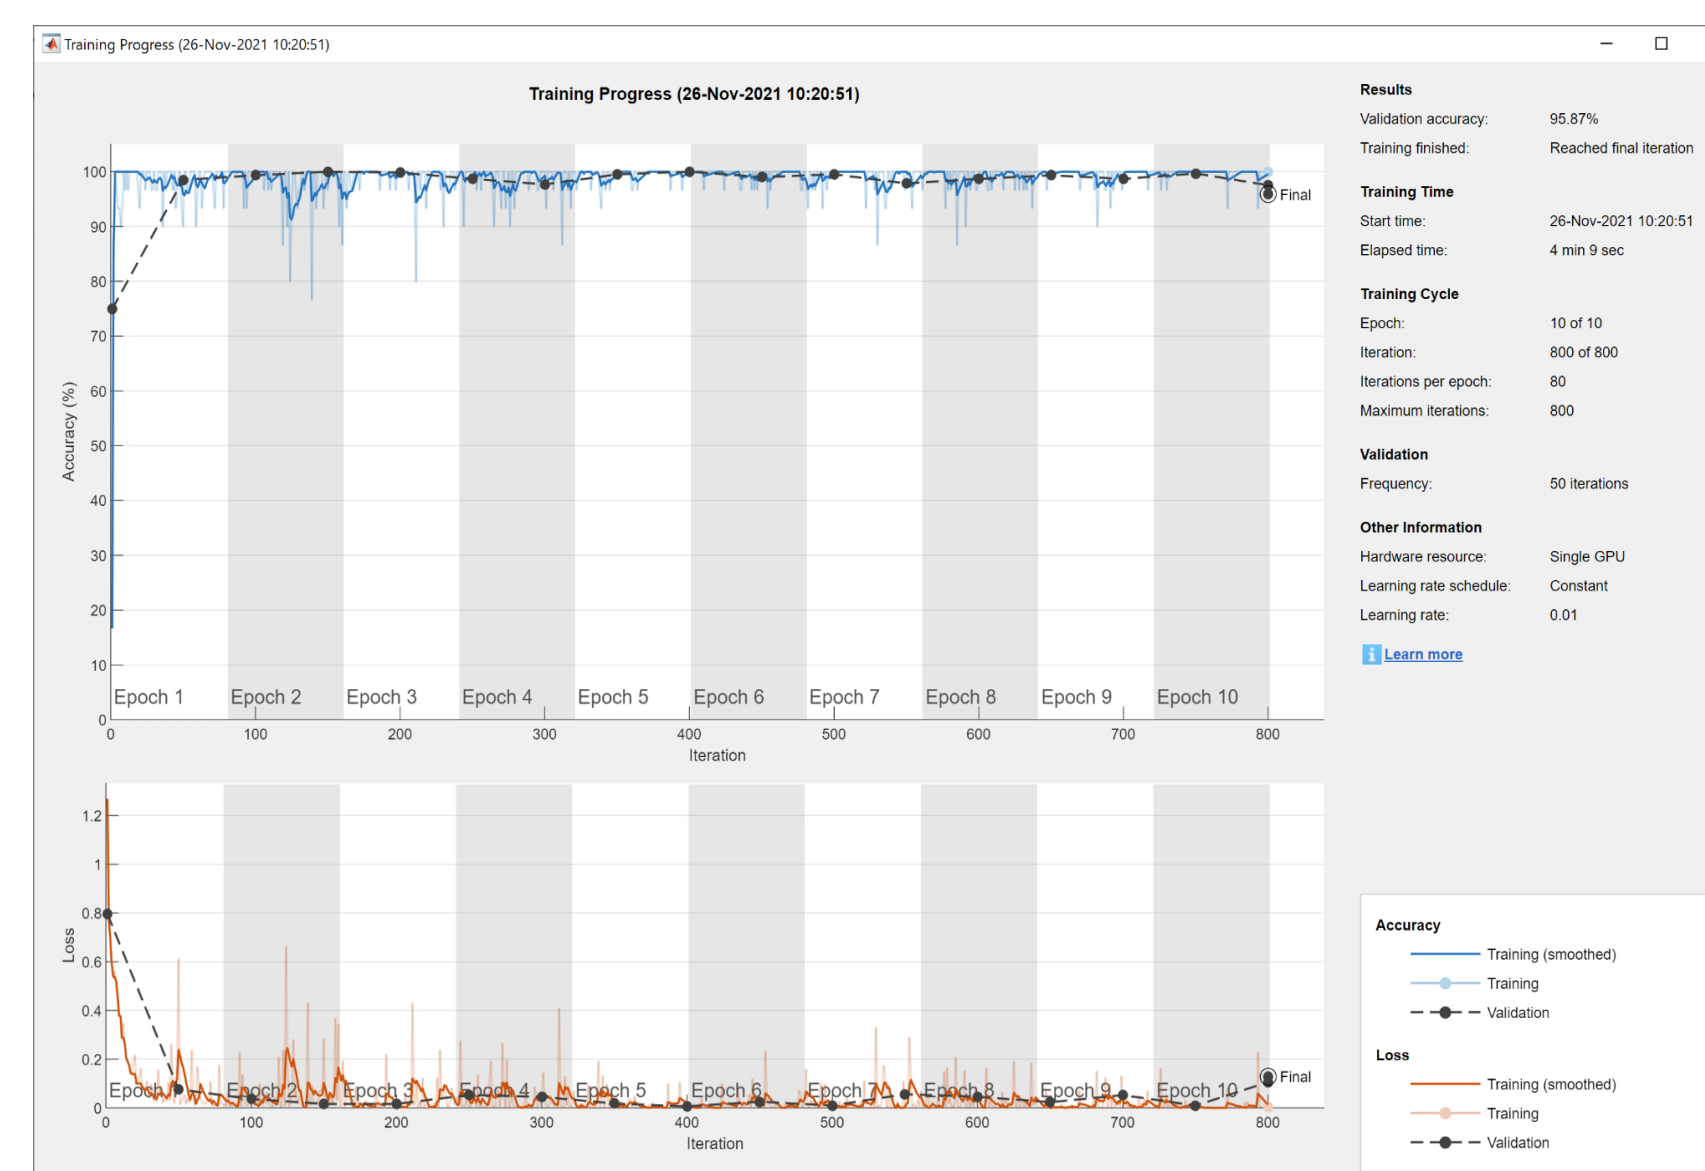 Training Progress (26-Nov-2021 10:20:51)
Training Progress (26-Nov-2021 10:20:51)
Accuracy (%)
100
90
80
70
60
50
40
30
20
10
0
Epoch 1 Epoch 2 Epoch 3 Epoch 4 Epoch 5 Epoch 6 Epoch 7 Epoch 8 Epoch 9 Epoch 10
Final
0 100 200 300 400 500 600 700 800
Iteration
Loss
1.2
1
0.8
0.6
0.4
0.2
0
Epoch 1 Epoch 2 Epoch 3 Epoch 4 Epoch 5 Epoch 6 Epoch 7 Epoch 8 Epoch 9 Epoch 10
Final
0 100 200 300 400 500 600 700 800
Iteration
Results
Validation accuracy: 95.87%
Training finished: Reached final iteration
Training Time
Start time: 26-Nov-2021 10:20:51
Elapsed time: 4 min 9 sec
Training Cycle
Epoch: 10 of 10
Iteration: 800 of 800
Iterations per epoch: 80
Maximum iterations: 800
Validation
Frequency: 50 iterations
Other Information
Hardware resource: Single GPU
Learning rate schedule: Constant
Learning rate: 0.01
i Learn more
Accuracy
Training (smoothed)
Training
Validation
Loss
Training (smoothed)
Training
Validation